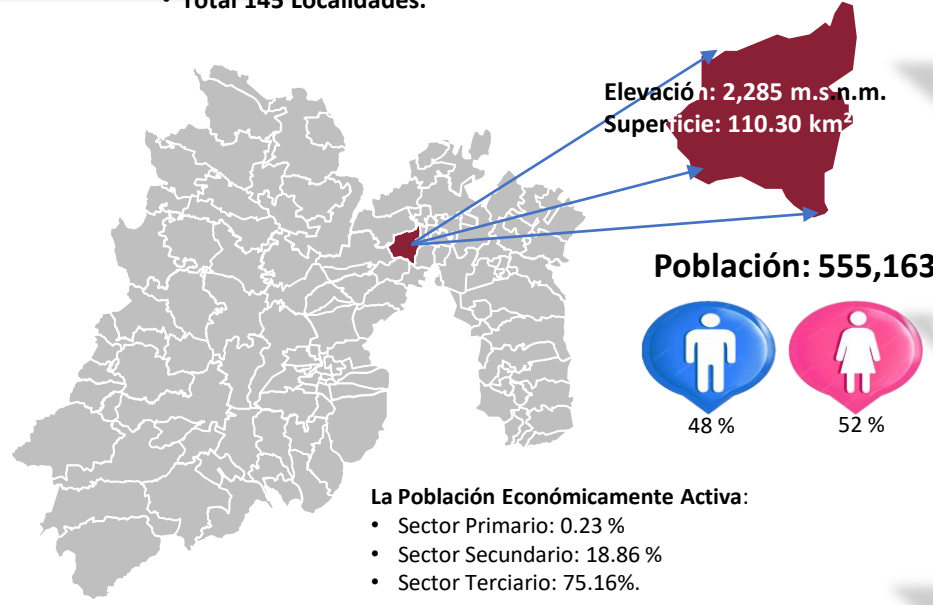 • Total 145 Localidades.
Elevación: 2,285 m.s.n.m.
Superficie: 110.30 km²
Población: 555,163
48 %
52 %
La Población Económicamente Activa:
• Sector Primario: 0.23 %
• Sector Secundario: 18.86 %
• Sector Terciario: 75.16%.